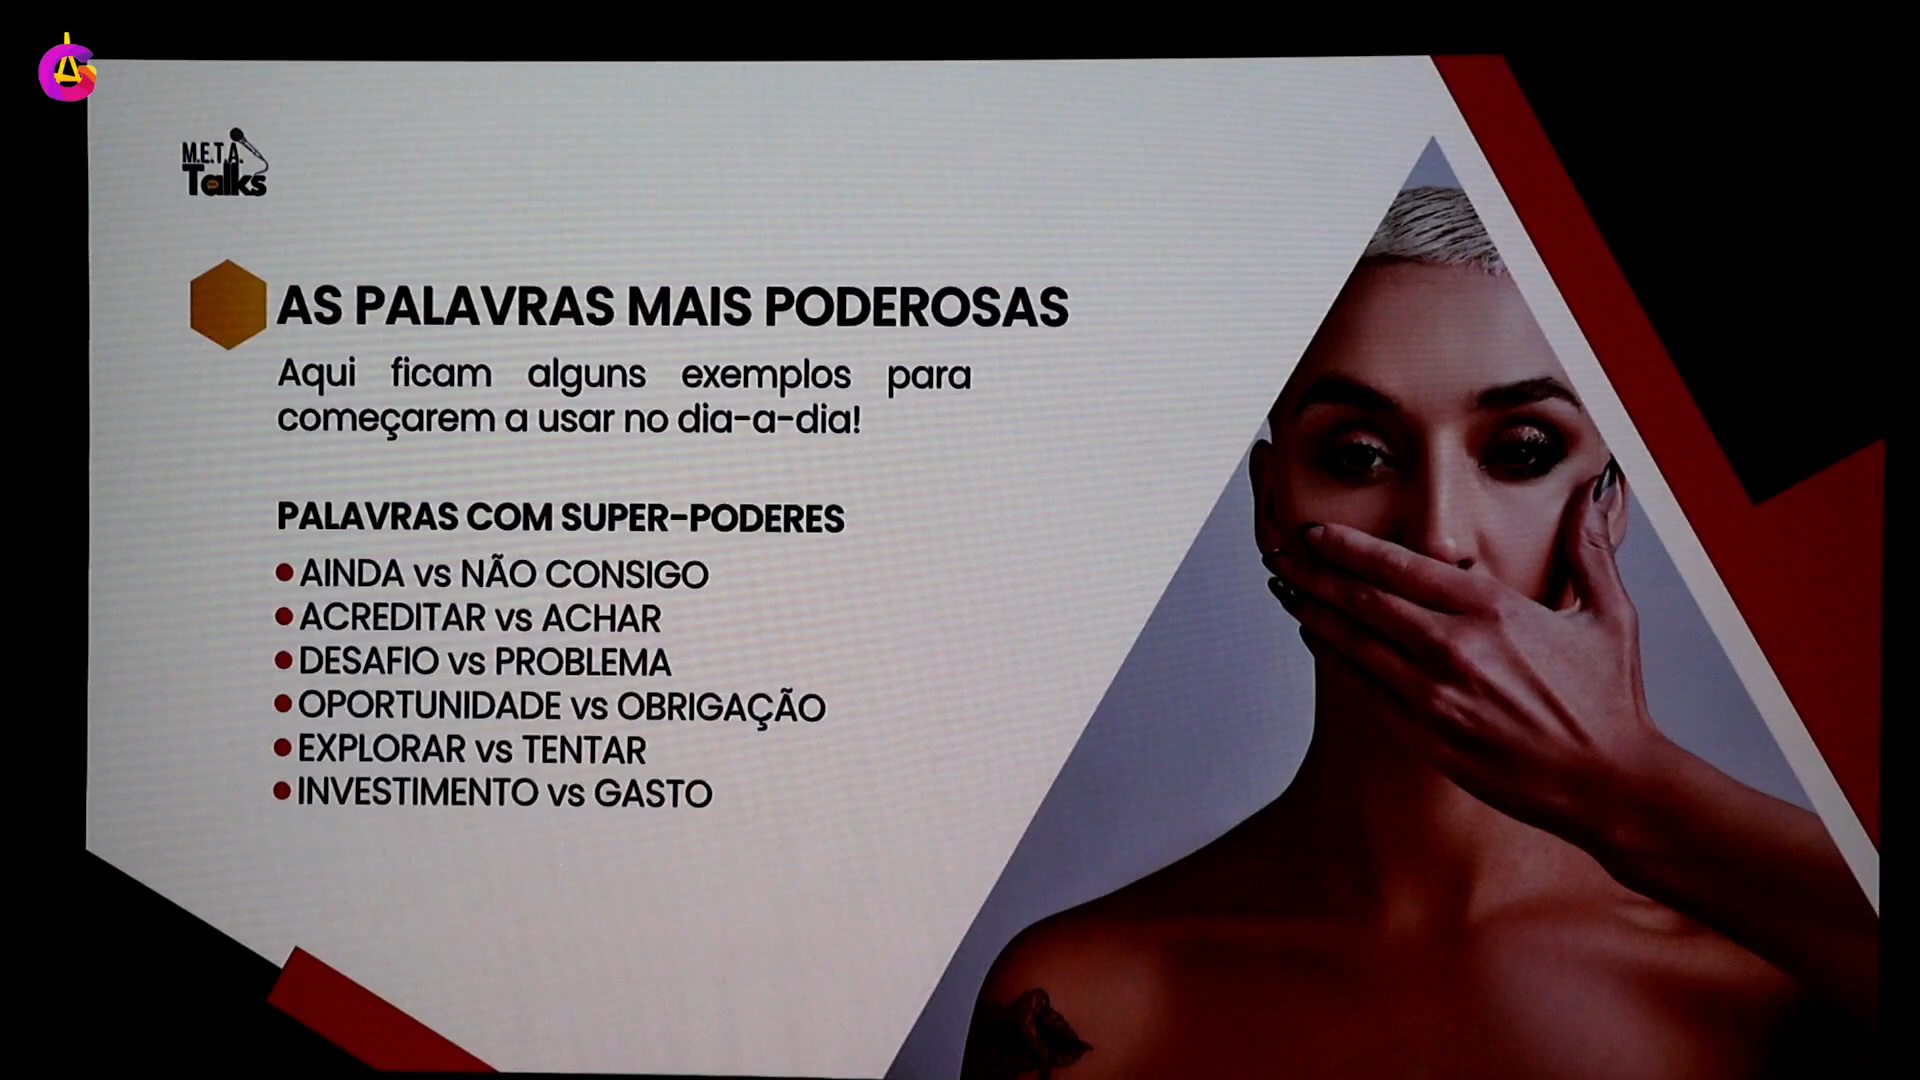 M.E.T.A.
Talks
AS PALAVRAS MAIS PODEROSAS
Aqui ficam alguns exemplos para
começarem a usar no dia-a-dia!
PALAVRAS COM SUPER-PODERES
AINDA vs NÃO CONSIGO
ACREDITAR vs ACHAR
DESAFIO vs PROBLEMA
OPORTUNIDADE vs OBRIGAÇÃO
EXPLORAR vs TENTAR
INVESTIMENTO vs GASTO